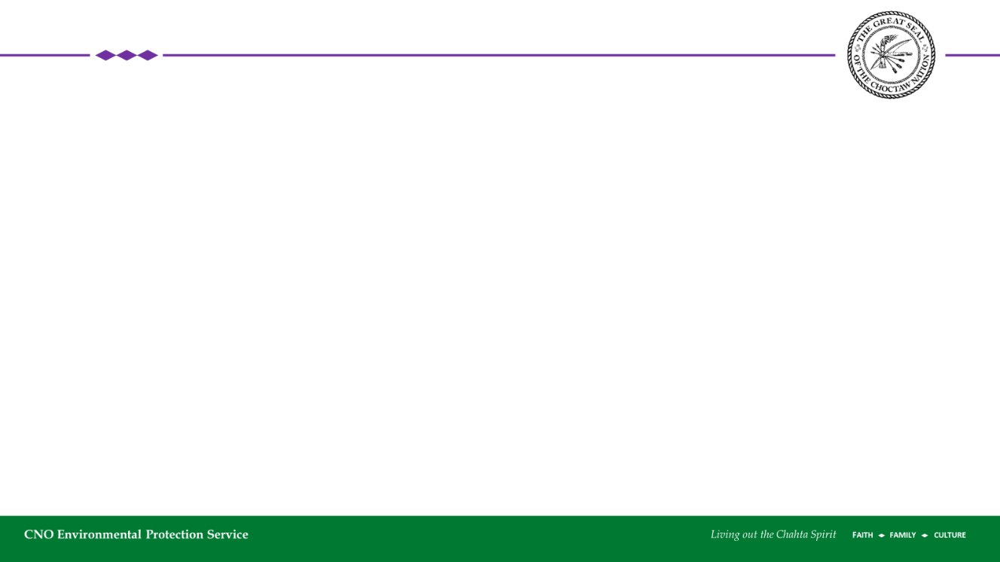 THE GREAT SEAL
OF THE CHOCTAW NATION
CNO Environmental Protection Service
Living out the Chahta Spirit FAITH FAMILY CULTURE